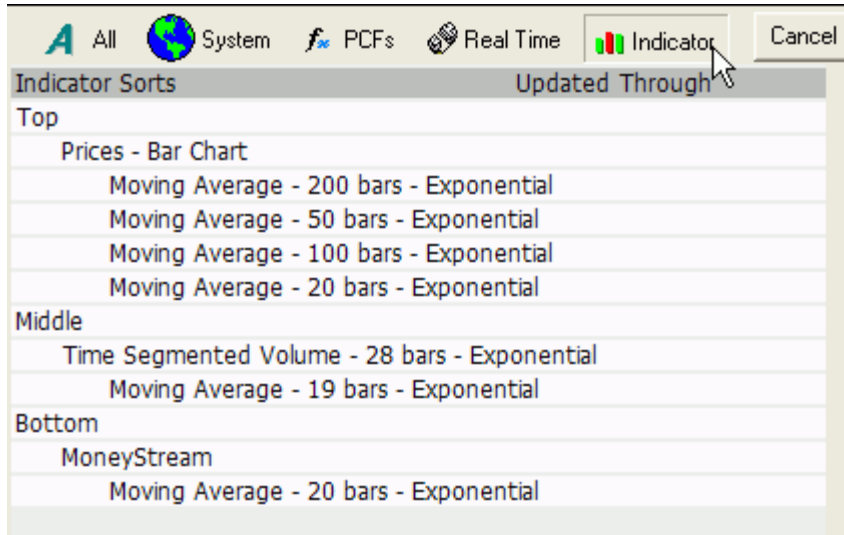 A All System fx PCFs Real Time Indicator Cancel
Indicator Sorts Updated Through
Top
Prices - Bar Chart
Moving Average - 200 bars - Exponential
Moving Average - 50 bars - Exponential
Moving Average - 100 bars - Exponential
Moving Average - 20 bars - Exponential
Middle
Time Segmented Volume - 28 bars - Exponential
Moving Average - 19 bars - Exponential
Bottom
MoneyStream
Moving Average - 20 bars - Exponential